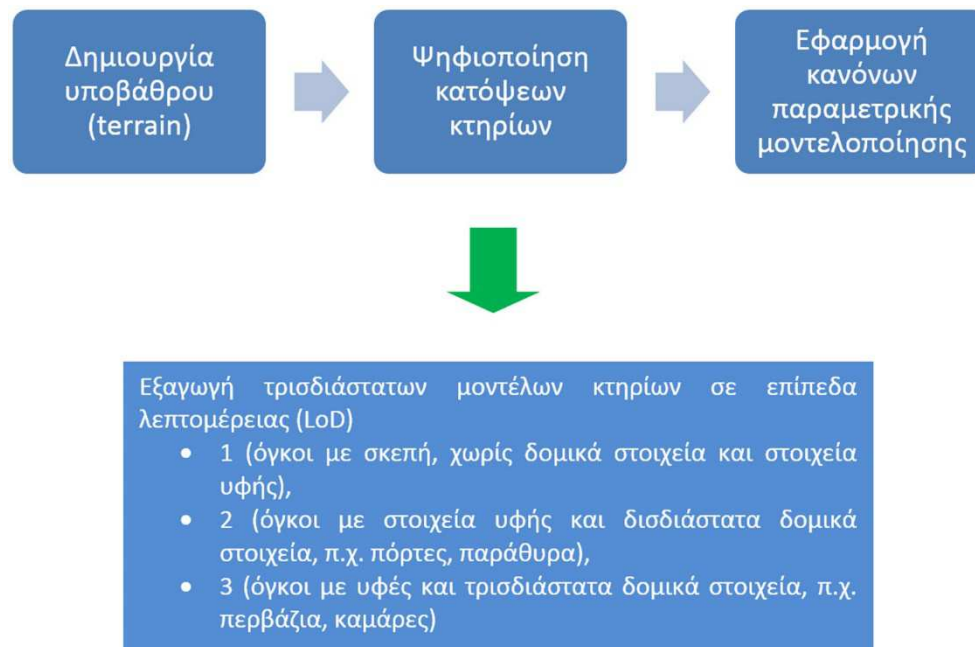 Δημιουργία
υποβάθρου
(terrain)
Ψηφιοποίηση
κατόψεων
κτηρίων
Εφαρμογή
κανόνων
παραμετρικής
μοντελοποίησης
Εξαγωγή τρισδιάστατων μοντέλων κτηρίων σε επίπεδα
λεπτομέρειας (LoD)
• 1 (όγκοι με σκεπή, χωρίς δομικά στοιχεία και στοιχεία
υφής),
• 2 (όγκοι με στοιχεία υφής και δισδιάστατα δομικά
στοιχεία, π.χ. πόρτες, παράθυρα),
• 3 (όγκοι με υφές και τρισδιάστατα δομικά στοιχεία, π.χ.
περβάζια, καμάρες)